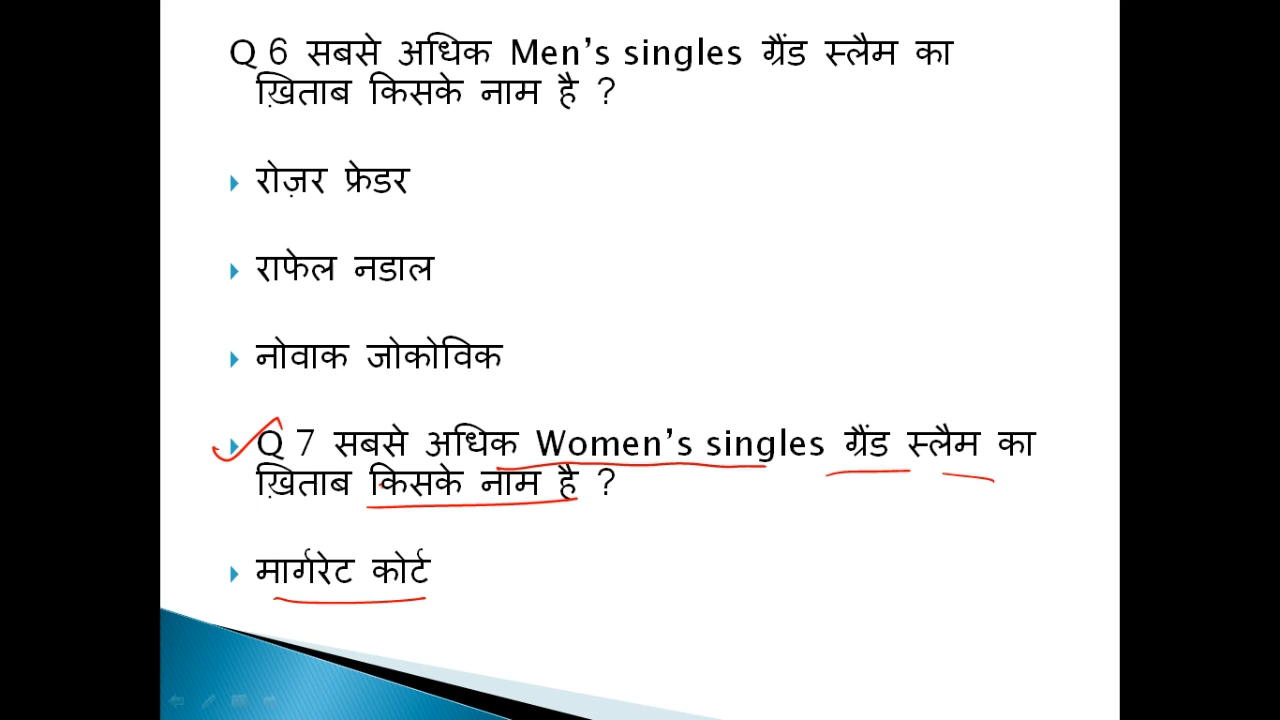 Q 6 सबसे अधिक Men's singles ग्रैंड स्लैम का
ख़िताब किसके नाम है ?
रोज़र फ्रेडर
राफेल नडाल
नोवाक जोकोविक
Q 7 सबसे अधिक Women's singles ग्रैंड स्लैम का
ख़िताब किसके नाम है ?
मार्गरेट कोर्ट